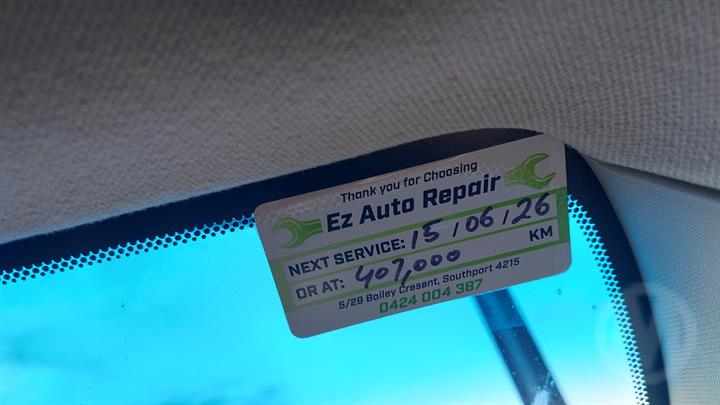 Thank you for Choosing
Ez Auto Repair
NEXT SERVICE: 15 / 06 / 26
OR AT: 407,000 KM
5/28 Bailey Cresent, Southport 4215
0424 004 387